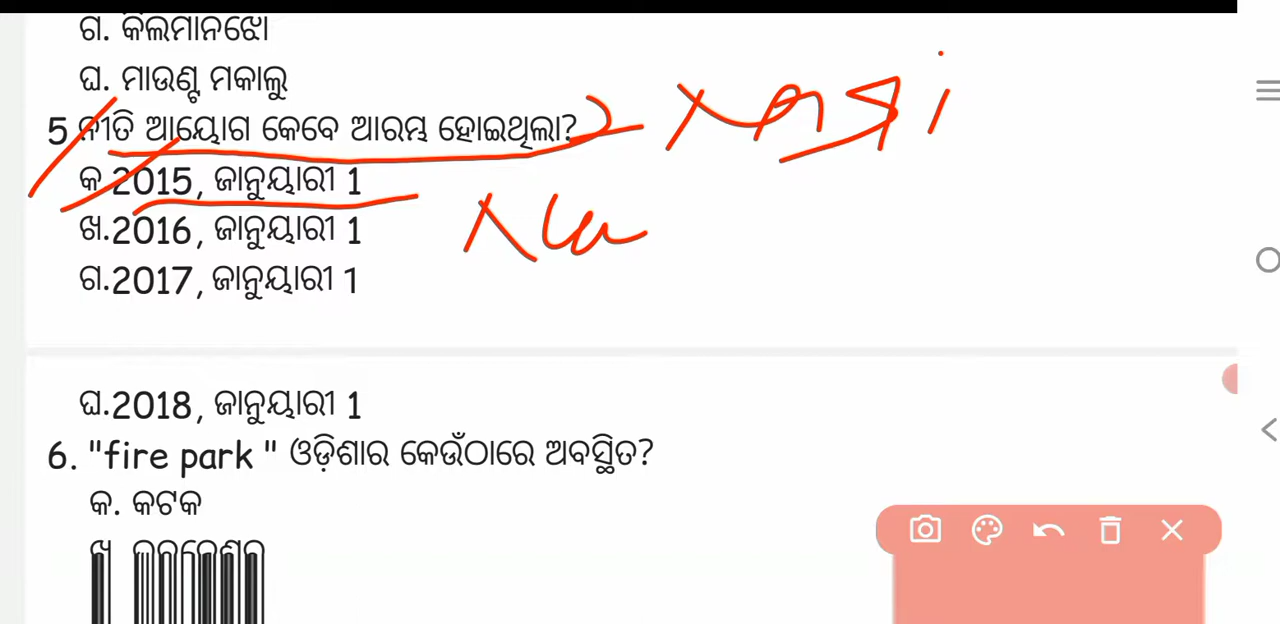 ଗ. କିଲିମାନଝୋ
ଘ. ମାଉଣ୍ଟ ମକାଲୁ
5 ନୀତି ଆୟୋଗ କେବେ ଆରମ୍ଭ ହୋଇଥିଲା?
କ 2015, ଜାନୁୟାରୀ 1
ଖ.2016, ଜାନୁୟାରୀ 1
ଗ.2017, ଜାନୁୟାରୀ 1
ଘ.2018, ଜାନୁୟାରୀ 1
6. "fire park " ଓଡ଼ିଶାର କେଉଁଠାରେ ଅବସ୍ଥିତ?
କ. କଟକ